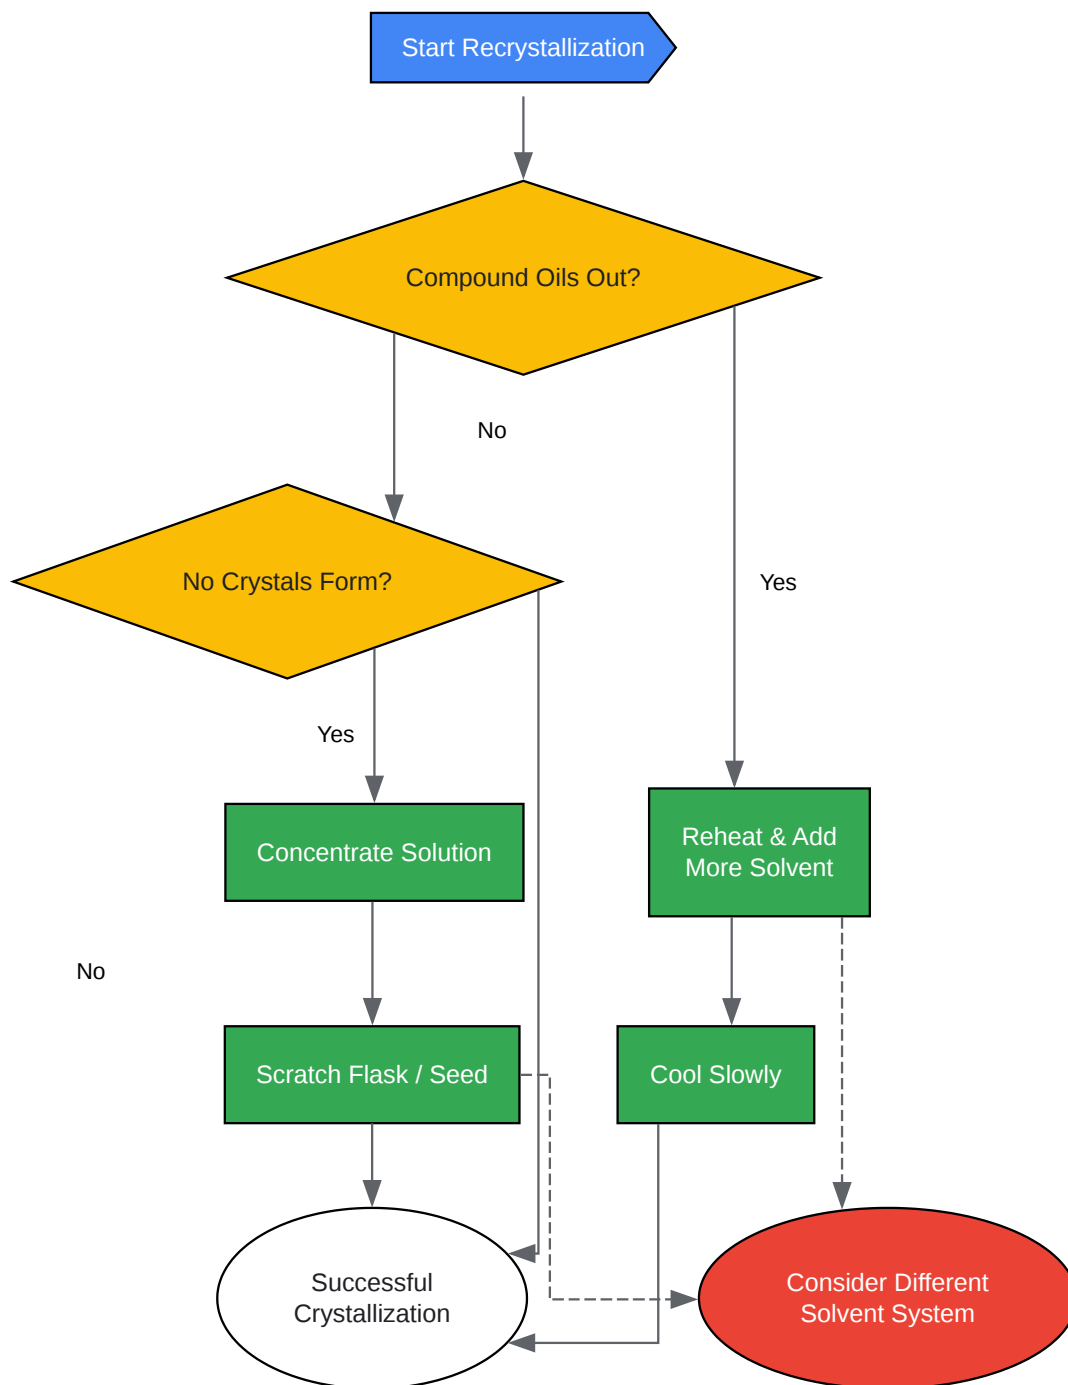 Start Recrystallization
Compound Oils Out?
No
No Crystals Form?
Yes
Yes
Concentrate Solution
Reheat & Add
More Solvent
No
Scratch Flask / Seed
Cool Slowly
Successful
Crystallization
Consider Different
Solvent System